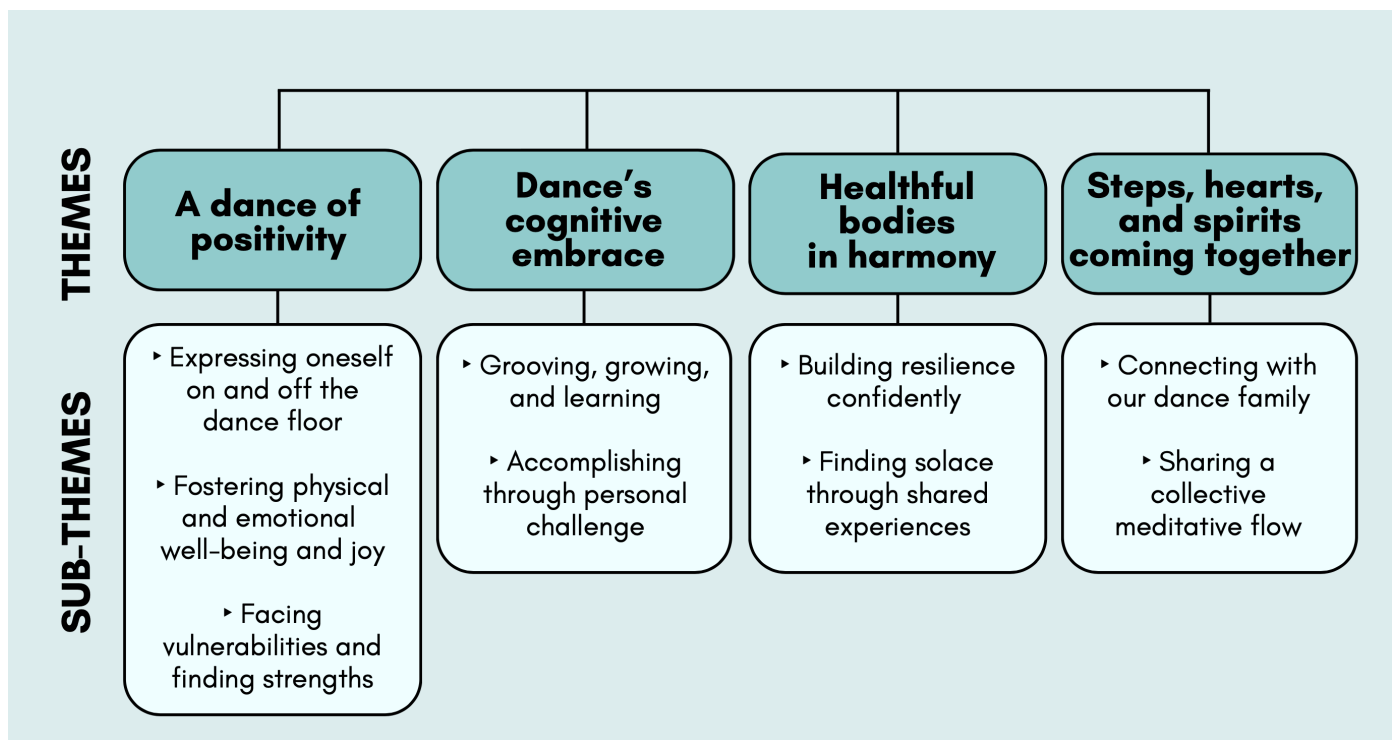 THEMES
A dance of
positivity
Dance’s
cognitive
embrace
Healthful
bodies
in harmony
Steps, hearts,
and spirits
coming together
SUB-THEMES
‣ Expressing oneself
on and off the
dance floor
‣ Fostering physical
and emotional
well-being and joy
‣ Facing
vulnerabilities and
finding strengths
‣ Grooving, growing,
and learning
‣ Accomplishing
through personal
challenge
‣ Building resilience
confidently
‣ Finding solace
through shared
experiences
‣ Connecting with
our dance family
‣ Sharing a
collective
meditative flow